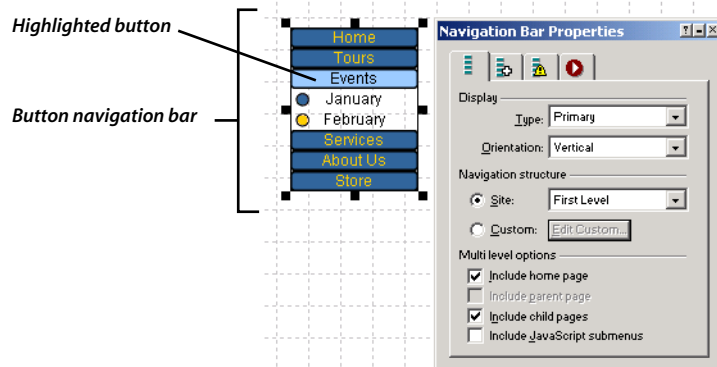 Highlighted button
Button navigation bar
Home
Tours
Events
January
February
Services
About Us
Store
Navigation Bar Properties
Display
Type: Primary
Orientation: Vertical
Navigation structure
Site: First Level
Custom: Edit Custom...
Multi level options
Include home page
Include parent page
Include child pages
Include JavaScript submenus